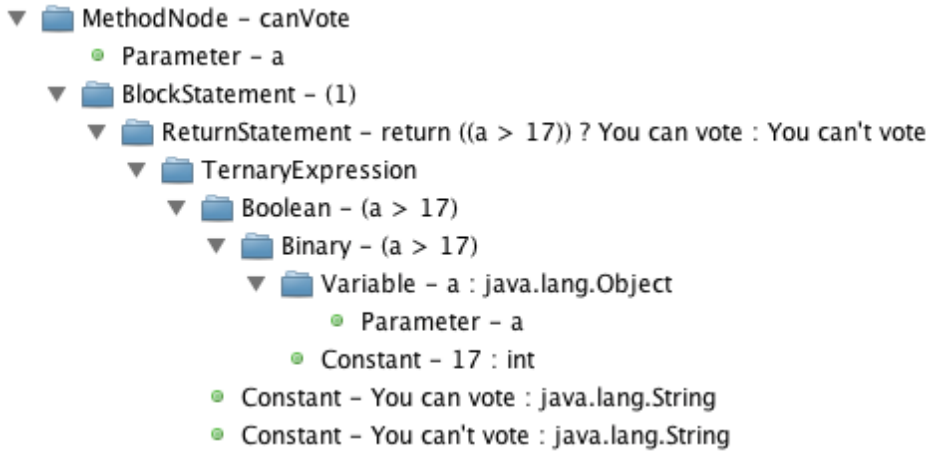 MethodNode – canVote
Parameter – a
BlockStatement – (1)
ReturnStatement – return ((a > 17)) ? You can vote : You can't vote
TernaryExpression
Boolean – (a > 17)
Binary – (a > 17)
Variable – a : java.lang.Object
Parameter – a
Constant – 17 : int
Constant – You can vote : java.lang.String
Constant – You can't vote : java.lang.String